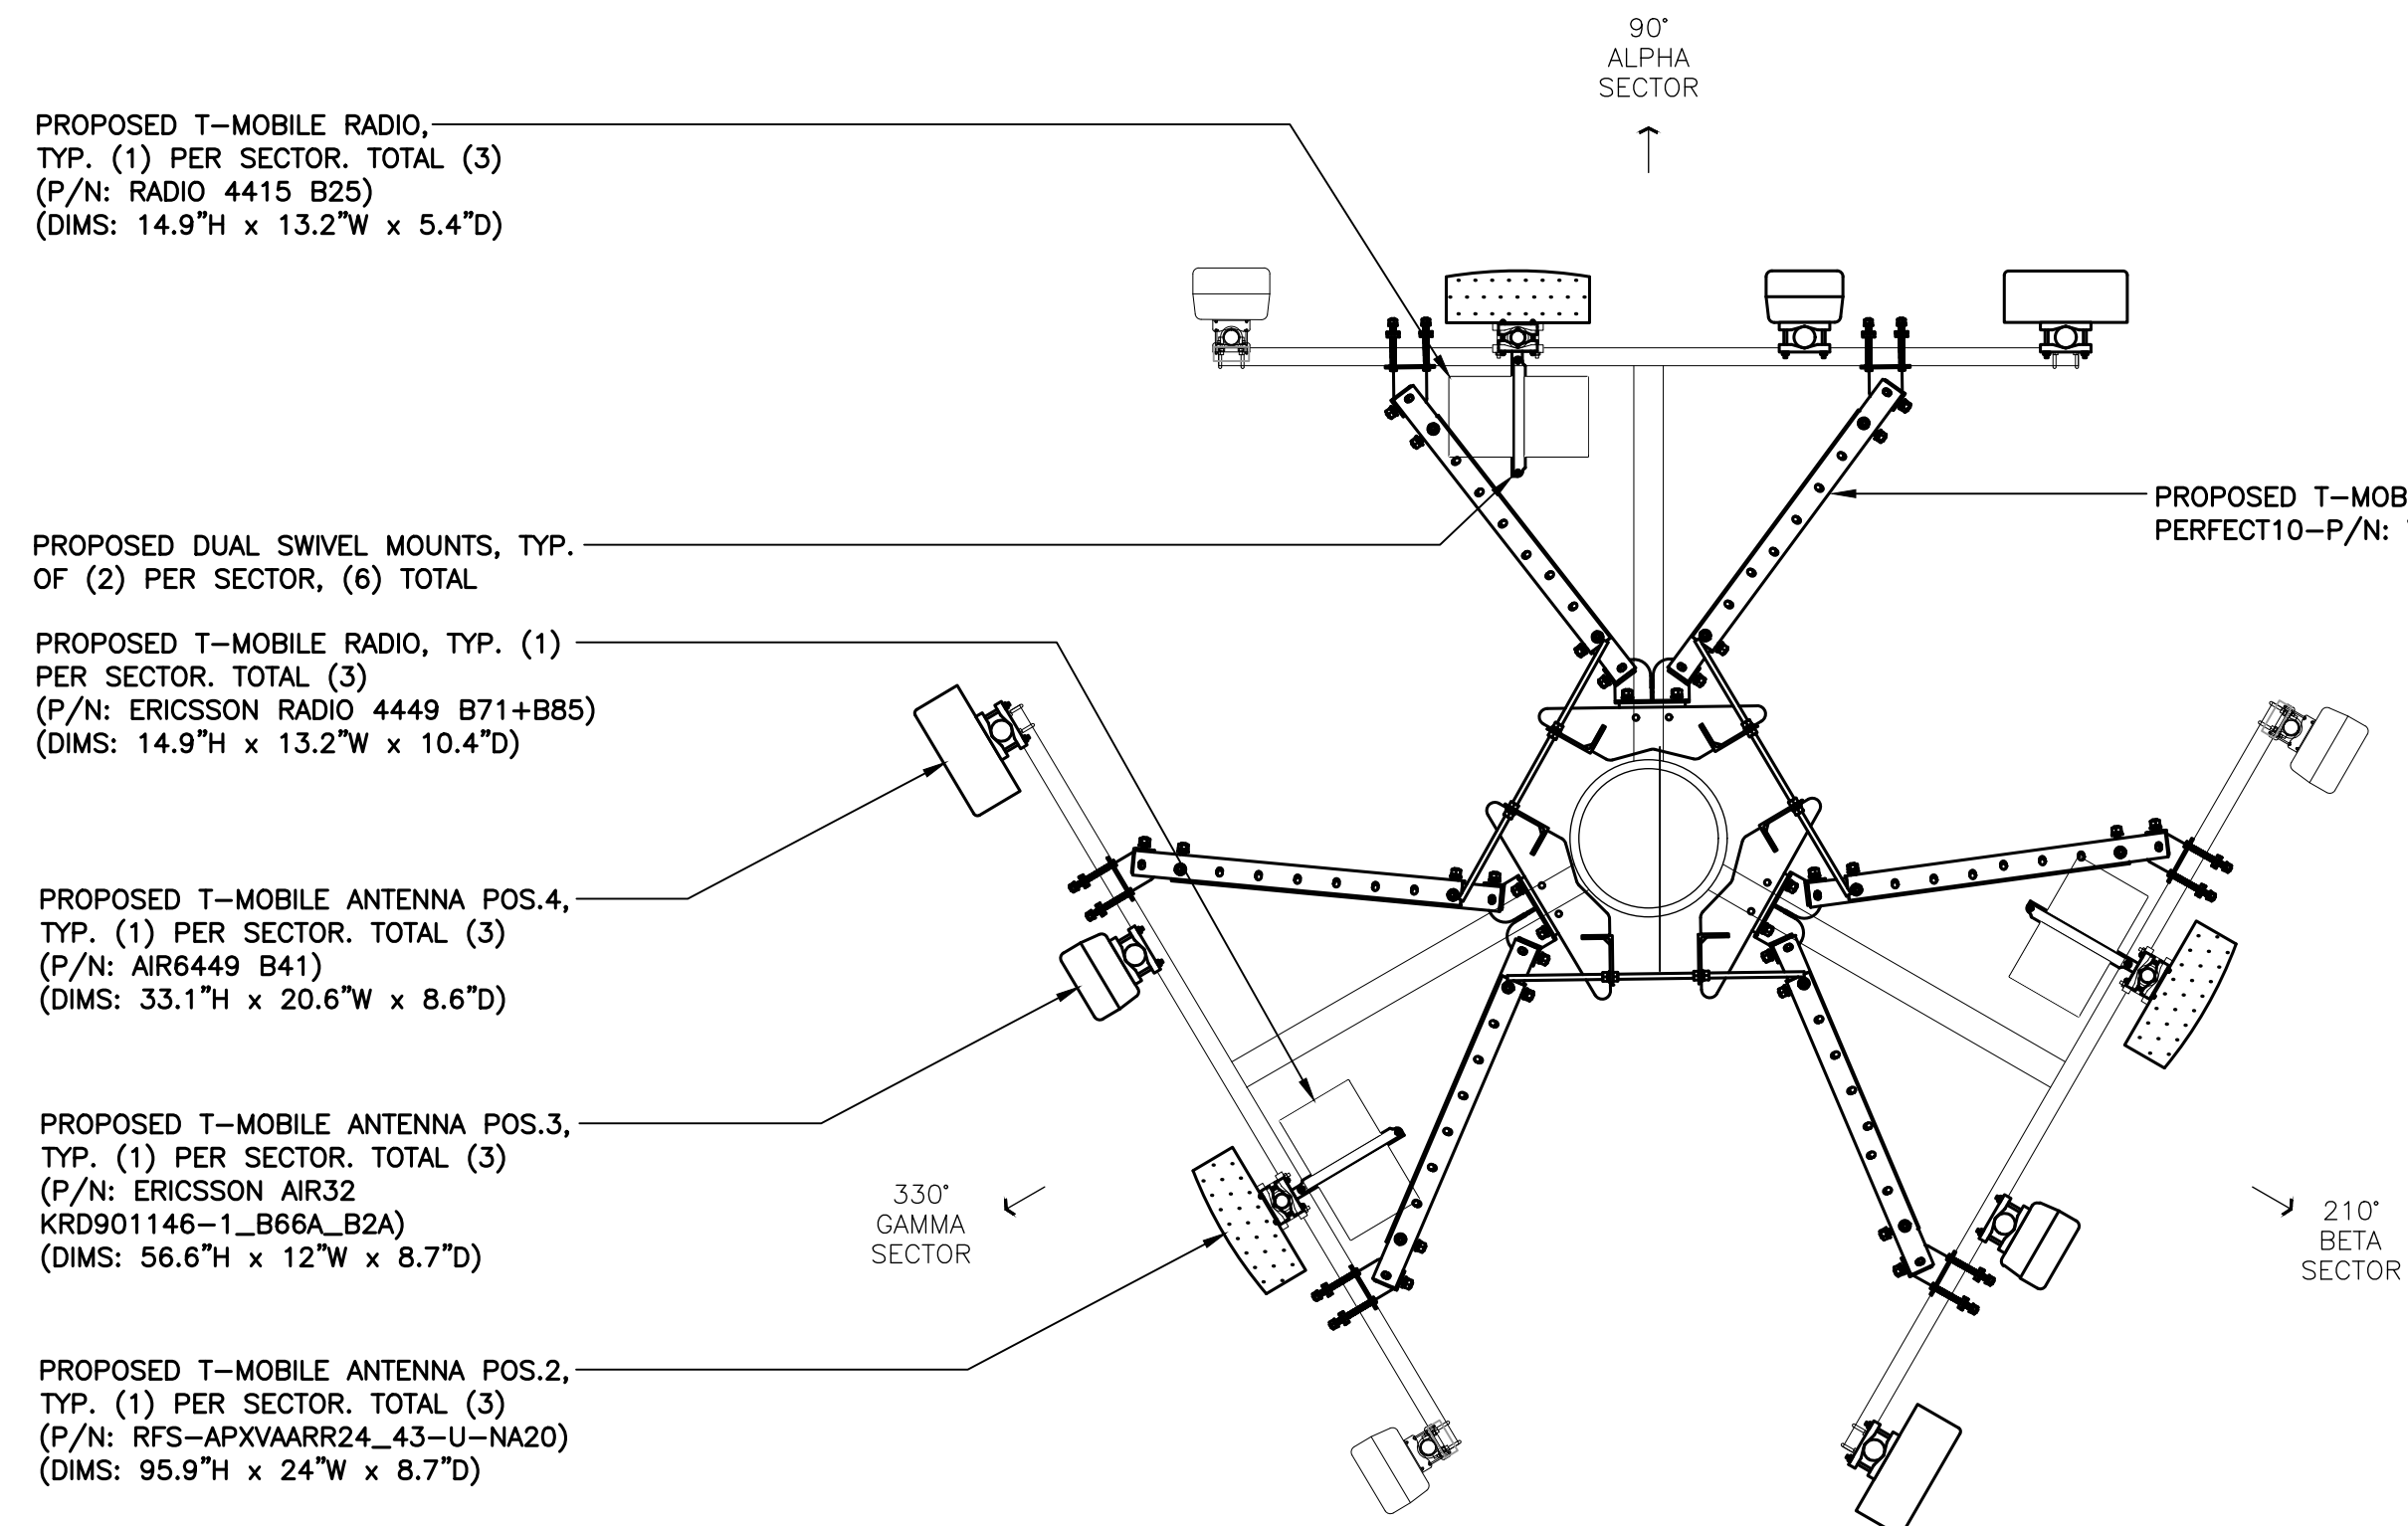 90°
ALPHA
SECTOR
PROPOSED T-MOBILE RADIO,
TYP. (1) PER SECTOR. TOTAL (3)
(P/N: RADIO 4415 B25)
(DIMS: 14.9"H x 13.2"W x 5.4"D)
PROPOSED T-MOB
PERFECT10-P/N:
PROPOSED DUAL SWIVEL MOUNTS, TYP.
OF (2) PER SECTOR, (6) TOTAL
PROPOSED T-MOBILE RADIO, TYP. (1)
PER SECTOR. TOTAL (3)
(P/N: ERICSSON RADIO 4449 B71+B85)
(DIMS: 14.9"H x 13.2"W x 10.4"D)
PROPOSED T-MOBILE ANTENNA POS.4,
TYP. (1) PER SECTOR. TOTAL (3)
(P/N: AIR6449 B41)
(DIMS: 33.1"H x 20.6"W x 8.6"D)
PROPOSED T-MOBILE ANTENNA POS.3,
TYP. (1) PER SECTOR. TOTAL (3)
(P/N: ERICSSON AIR32
KRD901146-1_B66A_B2A)
(DIMS: 56.6"H x 12"W x 8.7"D)
330°
GAMMA
SECTOR
210°
BETA
SECTOR
PROPOSED T-MOBILE ANTENNA POS.2,
TYP. (1) PER SECTOR. TOTAL (3)
(P/N: RFS-APXVAARR24_43-U-NA20)
(DIMS: 95.9"H x 24"W x 8.7"D)